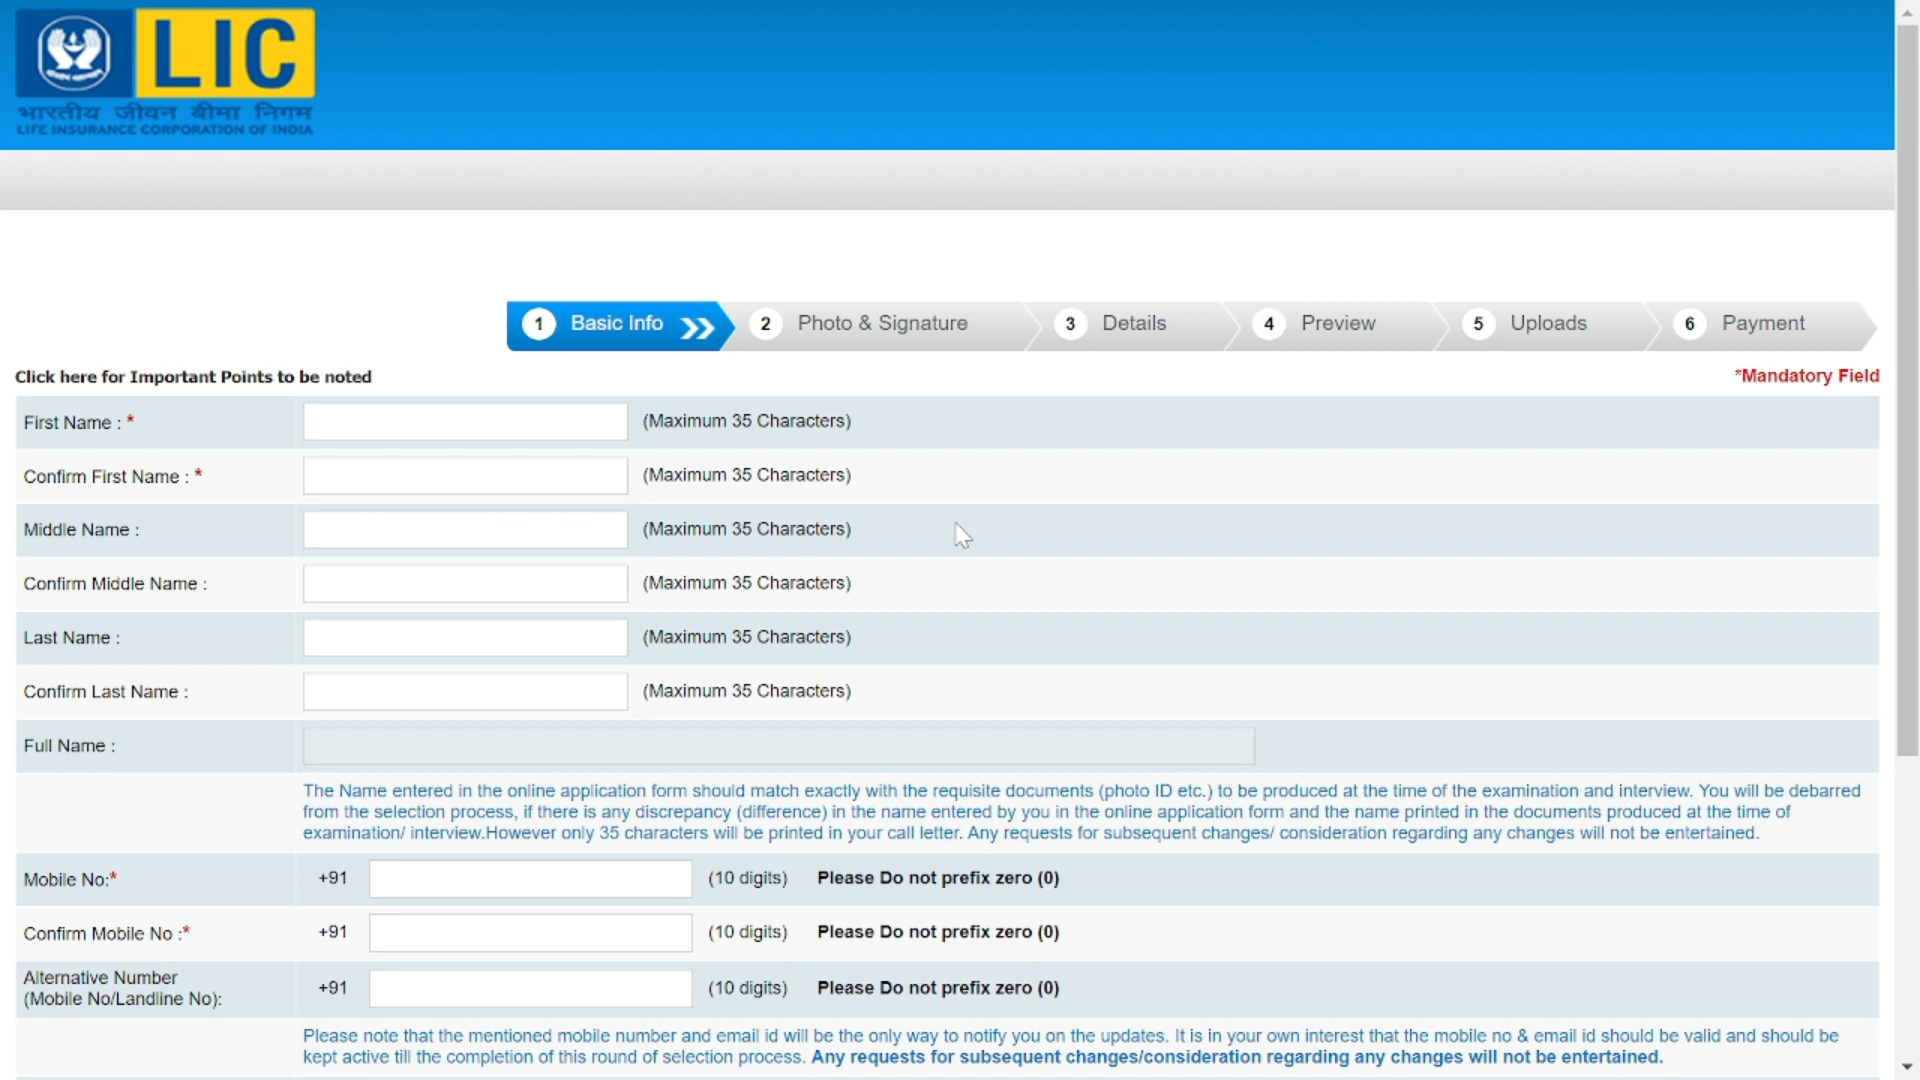 LIC
भारतीय जीवन बीमा निगम
LIFE INSURANCE CORPORATION OF INDIA
1 Basic Info 2 Photo & Signature 3 Details 4 Preview 5 Uploads 6 Payment
Click here for Important Points to be noted *Mandatory Field
First Name : * (Maximum 35 Characters)
Confirm First Name : * (Maximum 35 Characters)
Middle Name : (Maximum 35 Characters)
Confirm Middle Name : (Maximum 35 Characters)
Last Name : (Maximum 35 Characters)
Confirm Last Name : (Maximum 35 Characters)
Full Name :
The Name entered in the online application form should match exactly with the requisite documents (photo ID etc.) to be produced at the time of the examination and interview. You will be debarred
from the selection process, if there is any discrepancy (difference) in the name entered by you in the online application form and the name printed in the documents produced at the time of
examination/ interview.However only 35 characters will be printed in your call letter. Any requests for subsequent changes/ consideration regarding any changes will not be entertained.
Mobile No:* +91 (10 digits) Please Do not prefix zero (0)
Confirm Mobile No :* +91 (10 digits) Please Do not prefix zero (0)
Alternative Number
(Mobile No/Landline No): +91 (10 digits) Please Do not prefix zero (0)
Please note that the mentioned mobile number and email id will be the only way to notify you on the updates. It is in your own interest that the mobile no & email id should be valid and should be
kept active till the completion of this round of selection process. Any requests for subsequent changes/consideration regarding any changes will not be entertained.